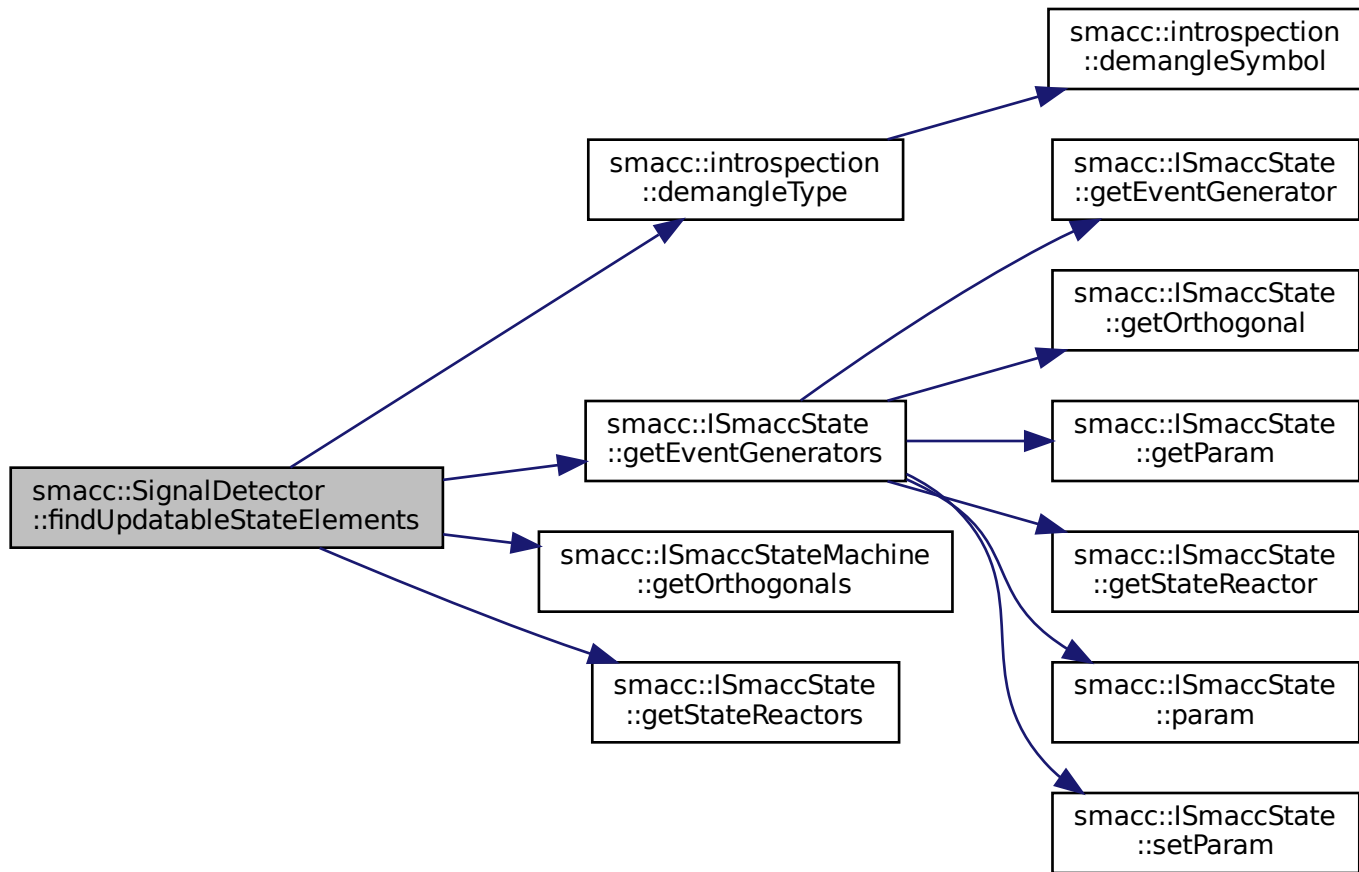 smacc::SignalDetector
::findUpdatableStateElements
smacc::introspection
::demangleType
smacc::ISmaccState
::getEventGenerators
smacc::ISmaccStateMachine
::getOrthogonals
smacc::ISmaccState
::getStateReactors
smacc::introspection
::demangleSymbol
smacc::ISmaccState
::getEventGenerator
smacc::ISmaccState
::getOrthogonal
smacc::ISmaccState
::getParam
smacc::ISmaccState
::getStateReactor
smacc::ISmaccState
::param
smacc::ISmaccState
::setParam